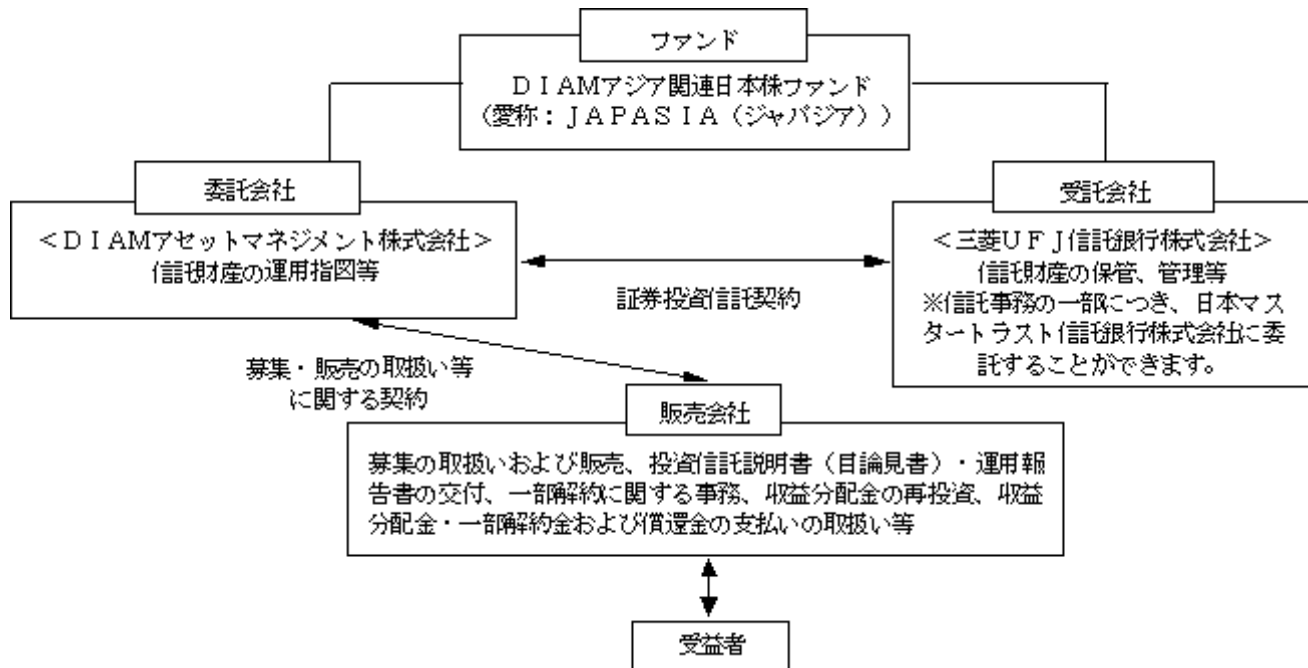 ファンド
ＤＩＡＭアジア関連日本株ファンド
（愛称：ＪＡＰＡＳＩＡ（ジャパジア））
委託会社
＜ＤＩＡＭアセットマネジメント株式会社＞
信託財産の運用指図等
受託会社
＜三菱ＵＦＪ信託銀行株式会社＞
信託財産の保管、管理等
※信託事務の一部につき、日本マス
タートラスト信託銀行株式会社に委
託することができます。
証券投資信託契約
募集・販売の取扱い等
に関する契約
販売会社
募集の取扱いおよび販売、投資信託説明書（目論見書）・運用報
告書の交付、一部解約に関する事務、収益分配金の再投資、収益
分配金・一部解約金および償還金の支払いの取扱い等
受益者